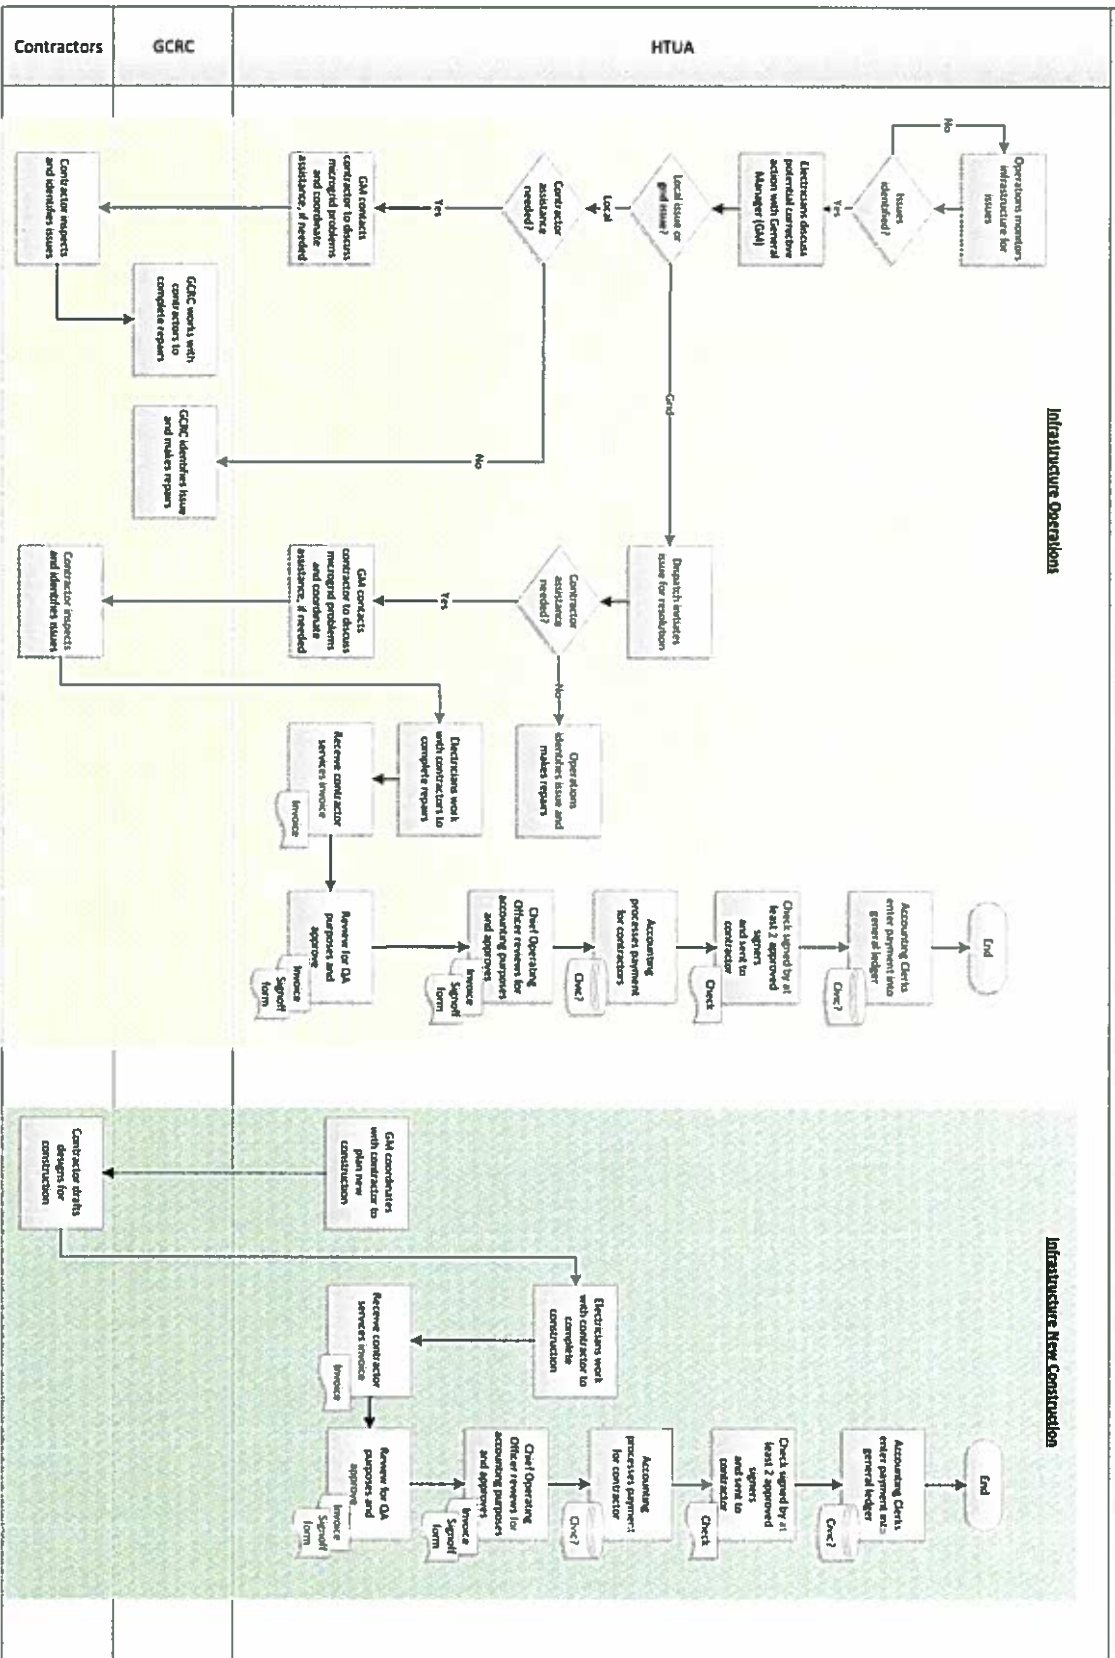 HTUA
GCRC
Contractors
Infrastructure Operations
Operations monitors
infrastructure for
issues
No
Issues
identified?
Yes
Electricians discuss
potential corrective
action with General
Manager (GM)
Local issue or
grid issue?
Local
Grid
Contractor
assistance
needed?
Yes
No
GM contacts
contractor to discuss
microgrid problems
and coordinate
assistance, if needed
Contractor inspects
and identifies issues
GCRC works with
contractors to
complete repairs
GCRC identifies issue
and makes repairs
Dispatch initiates
issue for resolution
Contractor
assistance
needed?
Yes
No
GM contacts
contractor to discuss
microgrid problems
and coordinate
assistance, if needed
Contractor inspects
and identifies issues
Operations
identifies issue and
makes repairs
Electricians work
with contractors to
complete repairs
Receive contractor
services invoice
Invoice
Review for QA
purposes and
approve
Invoice
Signoff
form
Chief Operating
Officer reviews for
accounting purposes
and approves
Invoice
Signoff
form
Accounting
processes payment
for contractors
Civic?
Check signed by at
least 2 approved
signers
and sent to
contractor
Check
Accounting Clerks
enter payment into
general ledger
Civic?
End
Infrastructure New Construction
GM coordinates
with contractor to
plan new
construction
Contractor drafts
designs for
construction
Electricians work
with contractor to
complete
construction
Receive contractor
services invoice
Invoice
Review for QA
purposes and
approve
Invoice
Signoff
form
Chief Operating
Officer reviews for
accounting purposes
and approves
Invoice
Signoff
form
Accounting
processes payment
for contractor
Civic?
Check signed by at
least 2 approved
signers
and sent to
contractor
Check
Accounting Clerks
enter payment into
general ledger
Civic?
End